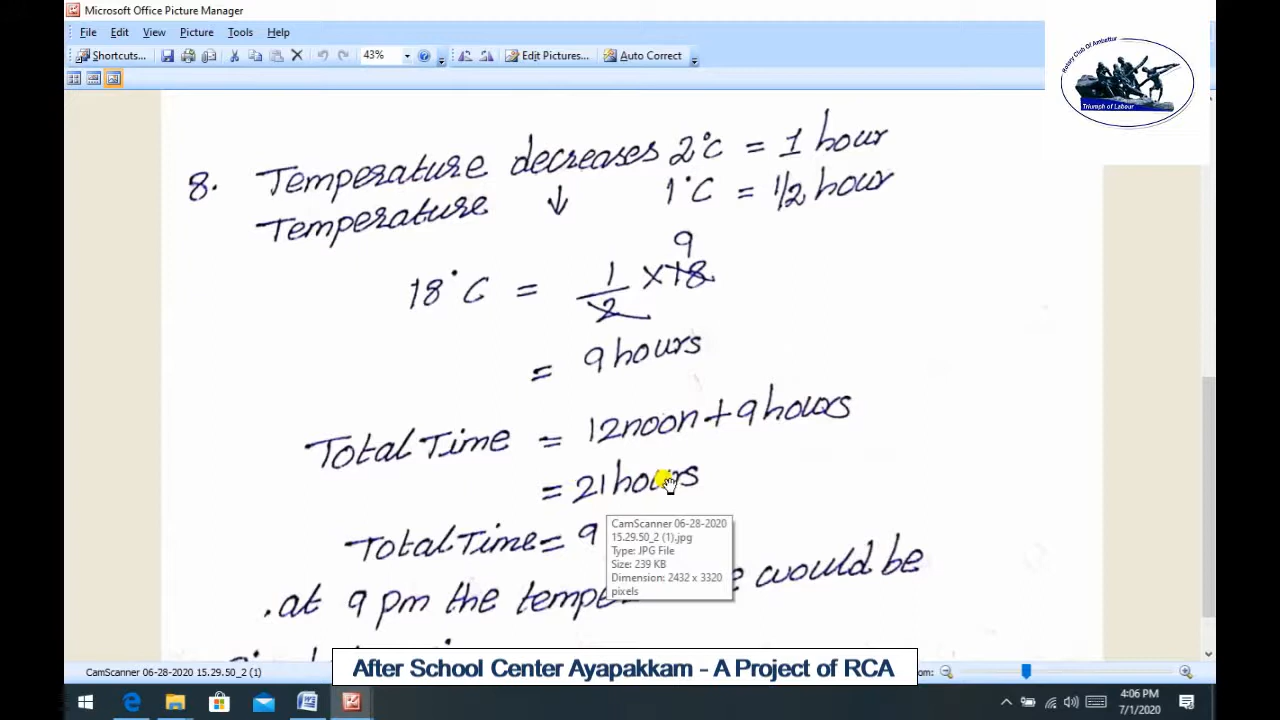 Microsoft Office Picture Manager
File Edit View Picture Tools Help
Shortcuts... 43% Edit Pictures... Auto Correct
Rotary Club Of Ambattur
Triumph of Labour
8. Temperature decreases 2°C = 1 hour
Temperature ↓ 1°C = 1/2 hour
9
18°C = 1/2 × 18
= 9 hours
Total Time = 12noon + 9 hours
= 21 hours
Total Time = 9
CamScanner 06-28-2020
15.29.50_2 (1).jpg
Type: JPG File
Size: 239 KB
Dimension: 2432 x 3320
pixels
. at 9 pm the would be
CamScanner 06-28-2020 15.29.50_2 (1)
After School Center Ayapakkam - A Project of RCA
4:06 PM
7/1/2020